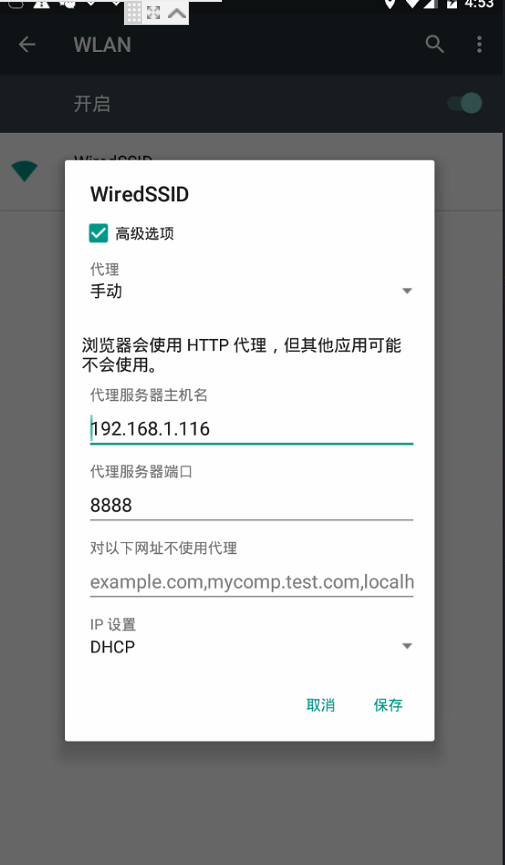 4:53
WLAN
开启
WiredSSID
WiredSSID
高级选项
代理
手动
浏览器会使用 HTTP 代理，但其他应用可能
不会使用。
代理服务器主机名
192.168.1.116
代理服务器端口
8888
对以下网址不使用代理
example.com,mycomp.test.com,localh
IP 设置
DHCP
取消
保存